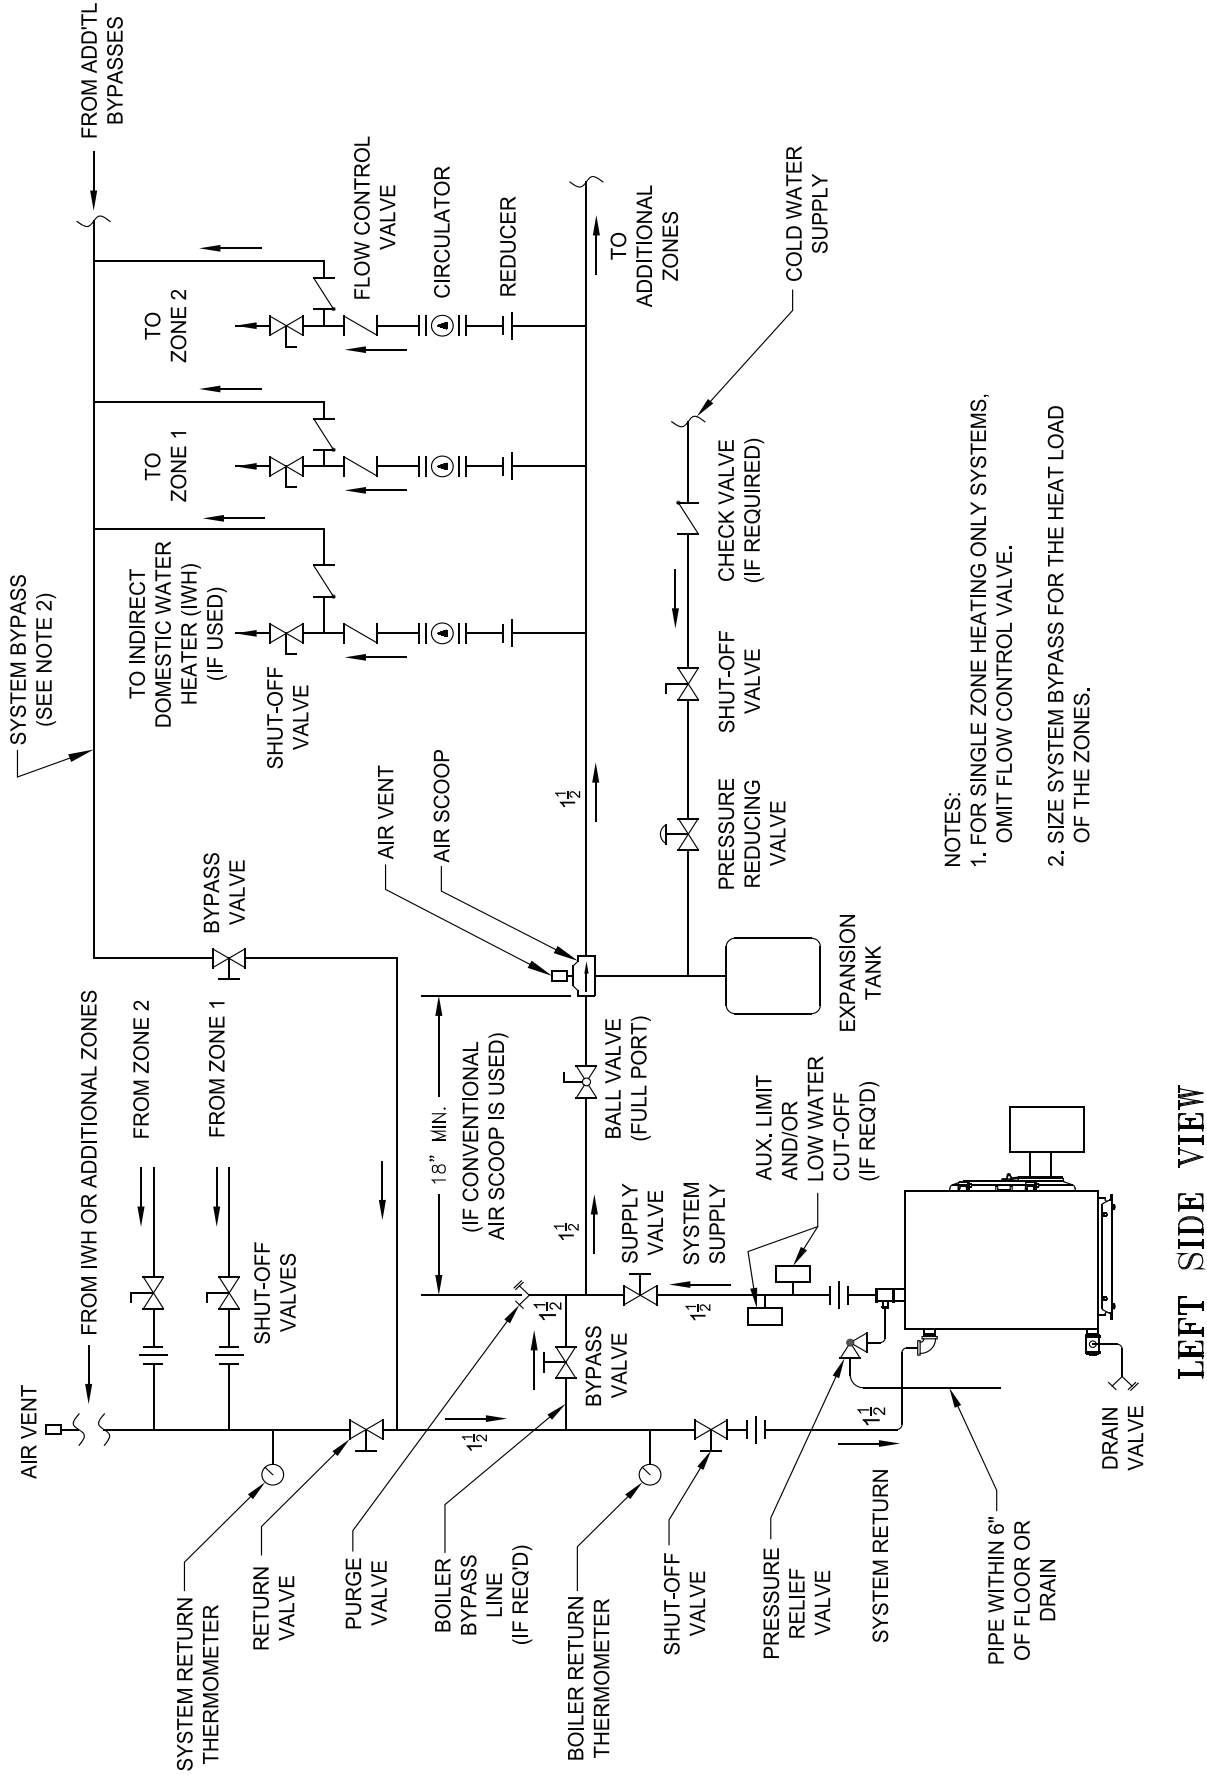 AIR VENT
FROM IWH OR ADDITIONAL ZONES
FROM ZONE 2
FROM ZONE 1
SHUT-OFF
VALVES
BYPASS
VALVE
SYSTEM BYPASS
(SEE NOTE 2)
FROM ADD'TL
BYPASSES
TO INDIRECT
DOMESTIC WATER
HEATER (IWH)
(IF USED)
SHUT-OFF
VALVE
TO
ZONE 1
TO
ZONE 2
FLOW CONTROL
VALVE
CIRCULATOR
REDUCER
TO
ADDITIONAL
ZONES
SYSTEM RETURN
THERMOMETER
RETURN
VALVE
PURGE
VALVE
BOILER
BYPASS
LINE
(IF REQ'D)
BOILER RETURN
THERMOMETER
SHUT-OFF
VALVE
PRESSURE
RELIEF
VALVE
SYSTEM RETURN
PIPE WITHIN 6"
OF FLOOR OR
DRAIN
DRAIN
VALVE
1 1/2
1 1/2
1 1/2
1 1/2
1 1/2
1 1/2
BYPASS
VALVE
SUPPLY
VALVE
SYSTEM
SUPPLY
18" MIN.
(IF CONVENTIONAL
AIR SCOOP IS USED)
BALL VALVE
(FULL PORT)
AUX. LIMIT
AND/OR
LOW WATER
CUT-OFF
(IF REQ'D)
AIR VENT
AIR SCOOP
EXPANSION
TANK
PRESSURE
REDUCING
VALVE
SHUT-OFF
VALVE
CHECK VALVE
(IF REQUIRED)
COLD WATER
SUPPLY
NOTES:
1. FOR SINGLE ZONE HEATING ONLY SYSTEMS,
OMIT FLOW CONTROL VALVE.
2. SIZE SYSTEM BYPASS FOR THE HEAT LOAD
OF THE ZONES.
LEFT SIDE VIEW